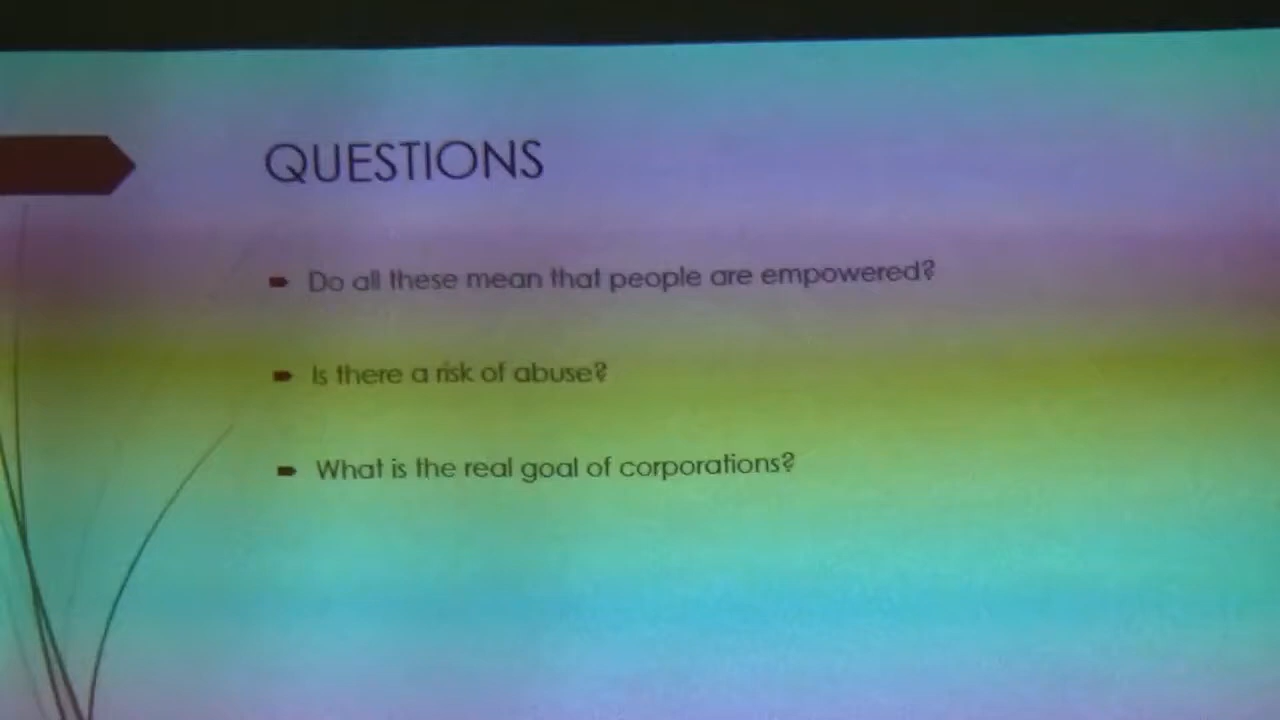 QUESTIONS
Do all these mean that people are empowered?
Is there a risk of abuse?
What is the real goal of corporations?